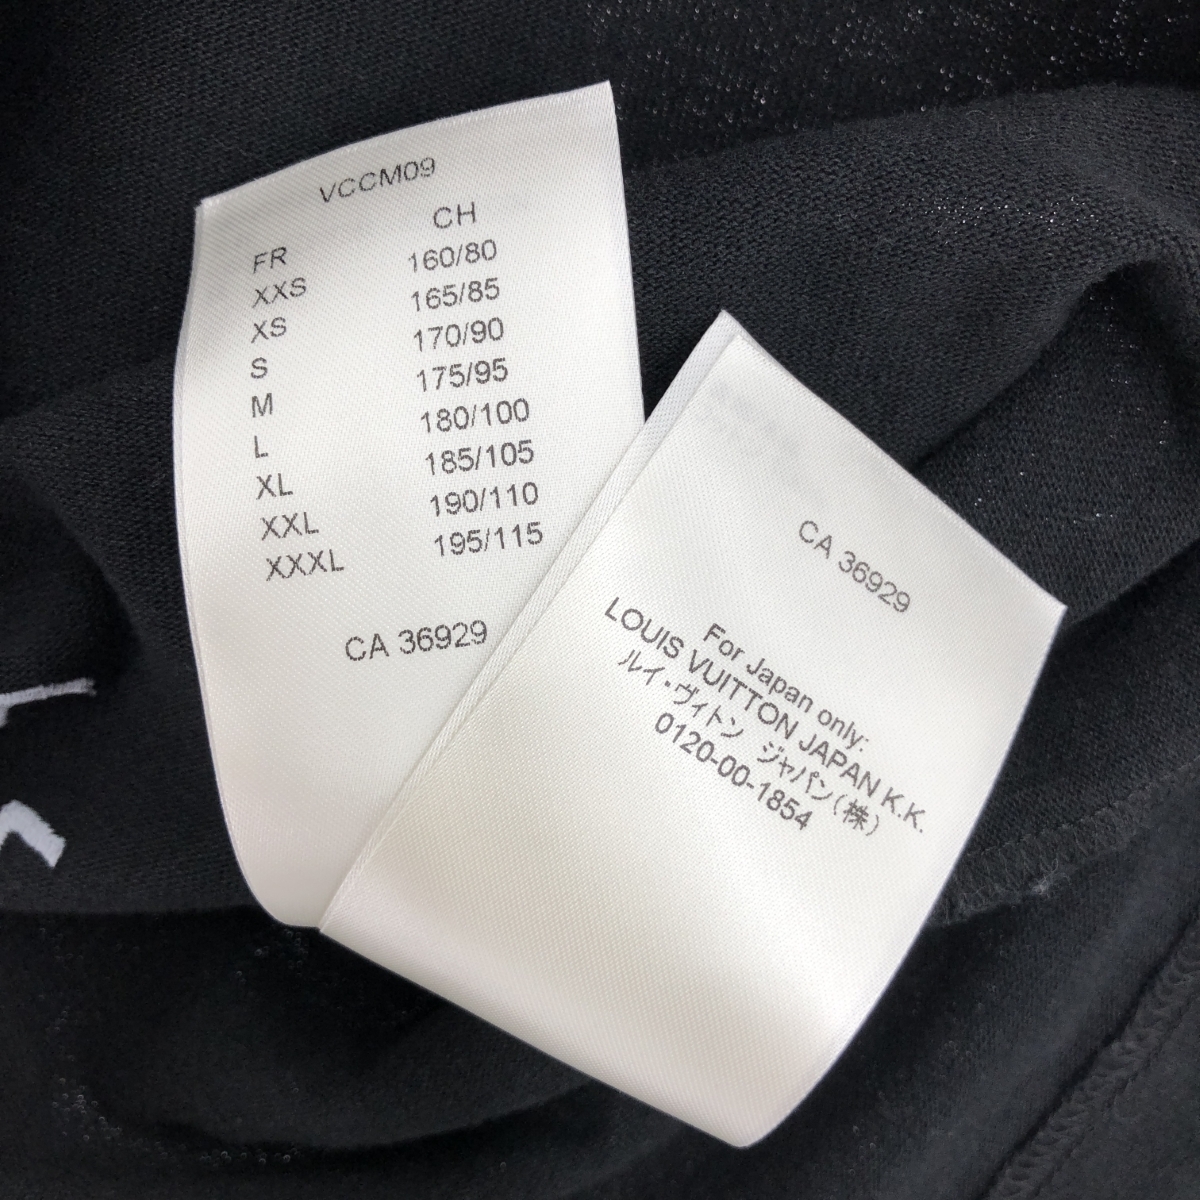 VCCM09
FR CH
XXS 160/80
XS 165/85
S 170/90
M 175/95
L 180/100
XL 185/105
XXL 190/110
XXXL 195/115
CA 36929
CA 36929
For Japan only:
LOUIS VUITTON JAPAN K.K.
ルイ・ヴィトン ジャパン(株)
0120-00-1854